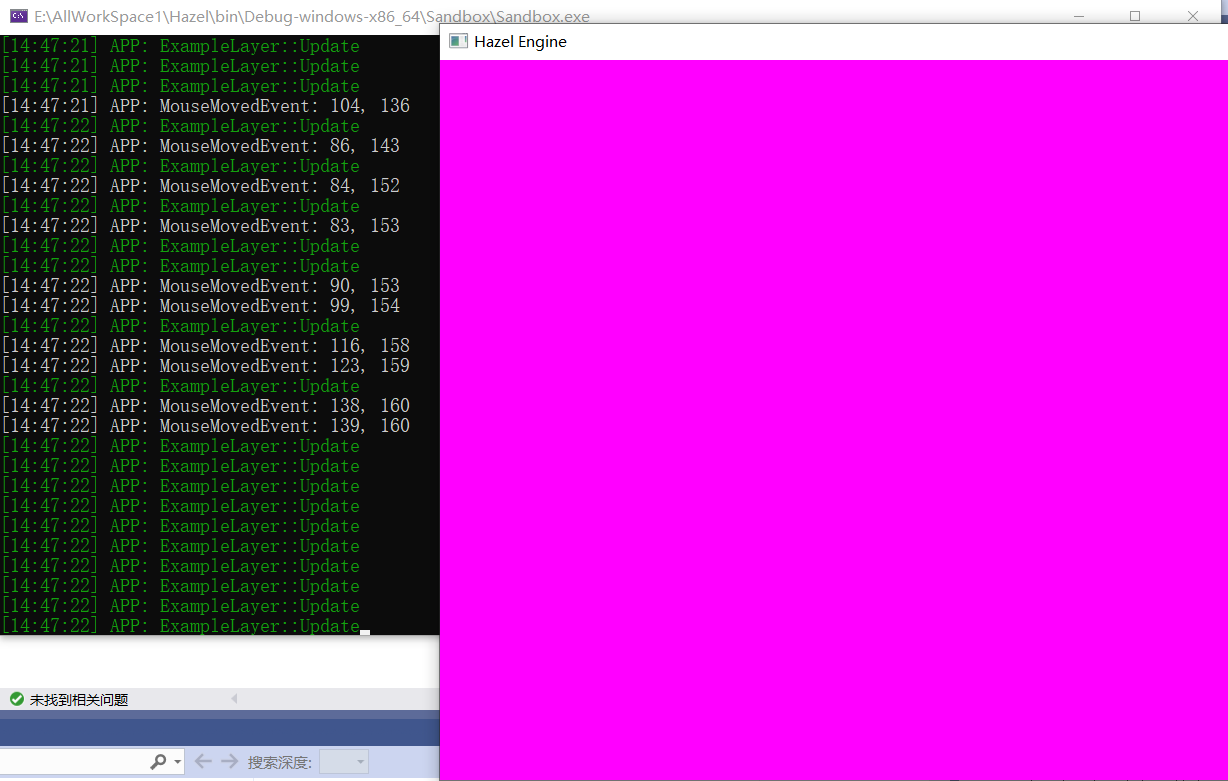 E:\AllWorkSpace1\Hazel\bin\Debug-windows-x86_64\Sandbox\Sandbox.exe
Hazel Engine
[14:47:21] APP: ExampleLayer::Update
[14:47:21] APP: ExampleLayer::Update
[14:47:21] APP: ExampleLayer::Update
[14:47:21] APP: MouseMovedEvent: 104, 136
[14:47:22] APP: ExampleLayer::Update
[14:47:22] APP: MouseMovedEvent: 86, 143
[14:47:22] APP: ExampleLayer::Update
[14:47:22] APP: MouseMovedEvent: 84, 152
[14:47:22] APP: ExampleLayer::Update
[14:47:22] APP: MouseMovedEvent: 83, 153
[14:47:22] APP: ExampleLayer::Update
[14:47:22] APP: ExampleLayer::Update
[14:47:22] APP: MouseMovedEvent: 90, 153
[14:47:22] APP: MouseMovedEvent: 99, 154
[14:47:22] APP: ExampleLayer::Update
[14:47:22] APP: MouseMovedEvent: 116, 158
[14:47:22] APP: MouseMovedEvent: 123, 159
[14:47:22] APP: ExampleLayer::Update
[14:47:22] APP: MouseMovedEvent: 138, 160
[14:47:22] APP: MouseMovedEvent: 139, 160
[14:47:22] APP: ExampleLayer::Update
[14:47:22] APP: ExampleLayer::Update
[14:47:22] APP: ExampleLayer::Update
[14:47:22] APP: ExampleLayer::Update
[14:47:22] APP: ExampleLayer::Update
[14:47:22] APP: ExampleLayer::Update
[14:47:22] APP: ExampleLayer::Update
[14:47:22] APP: ExampleLayer::Update
[14:47:22] APP: ExampleLayer::Update
[14:47:22] APP: ExampleLayer::Update
未找到相关问题
搜索深度: